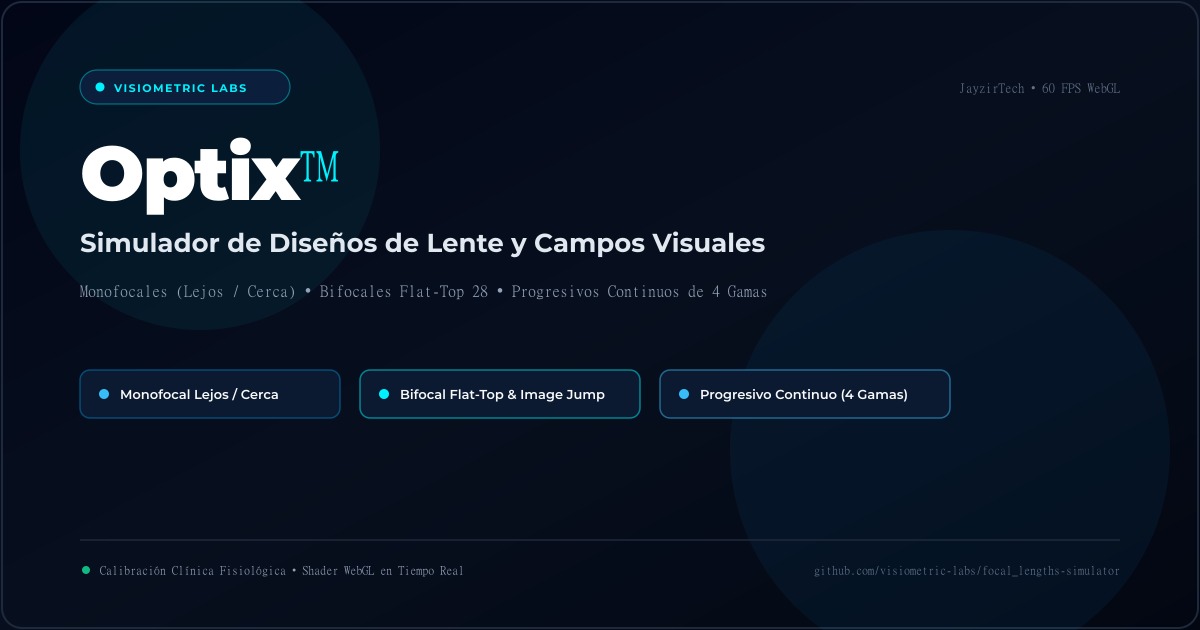 VISIOMETRIC LABS
JayzirTech • 60 FPS WebGL
Optix™
Simulador de Diseños de Lente y Campos Visuales
Monofocales (Lejos / Cerca) • Bifocales Flat-Top 28 • Progresivos Continuos de 4 Gamas
Monofocal Lejos / Cerca
Bifocal Flat-Top & Image Jump
Progresivo Continuo (4 Gamas)
Calibración Clínica Fisiológica • Shader WebGL en Tiempo Real
github.com/visiometric-labs/focal_lengths-simulator